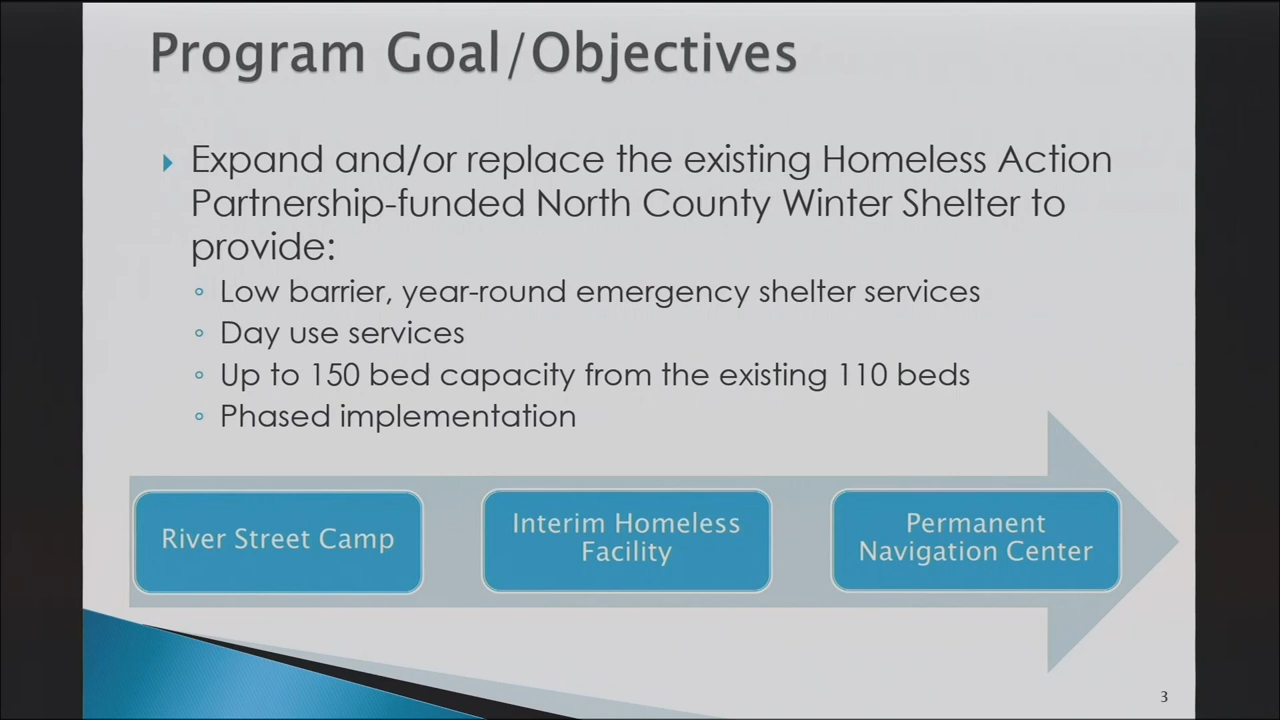 Program Goal/Objectives
Expand and/or replace the existing Homeless Action
Partnership-funded North County Winter Shelter to
provide:
Low barrier, year-round emergency shelter services
Day use services
Up to 150 bed capacity from the existing 110 beds
Phased implementation
River Street Camp
Interim Homeless
Facility
Permanent
Navigation Center
3